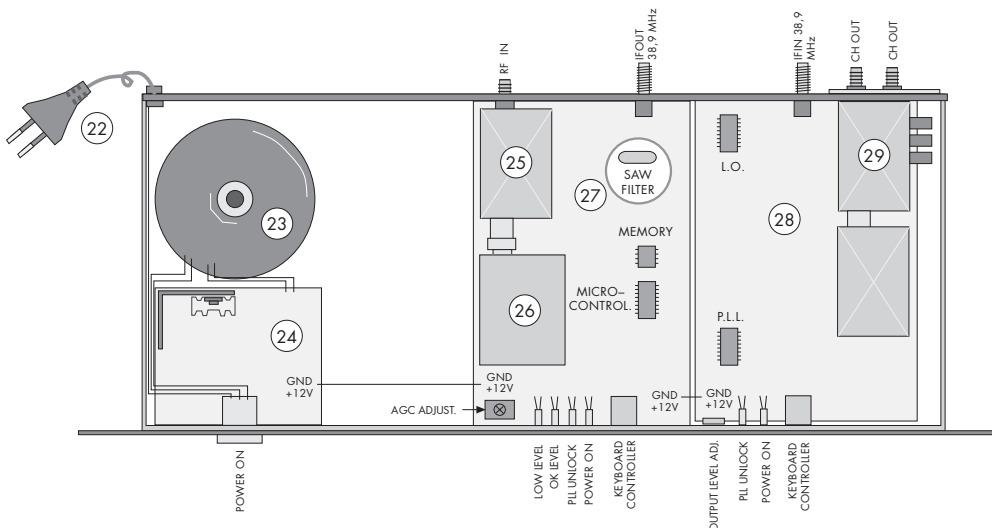 RF IN
IFOUT
38,9 MHz
IFIN 38,9
MHz
CH OUT
CH OUT
22
23
25
27
SAW
FILTER
L.O.
29
28
MEMORY
MICRO–
CONTROL.
26
24
P.L.L.
GND
+12V
GND
+12V
AGC ADJUST.
GND
+12V
GND
+12V
POWER ON
LOW LEVEL
OK LEVEL
PLL UNLOCK
POWER ON
KEYBOARD
CONTROLLER
OUTPUT LEVEL ADJ.
PLL UNLOCK
POWER ON
KEYBOARD
CONTROLLER